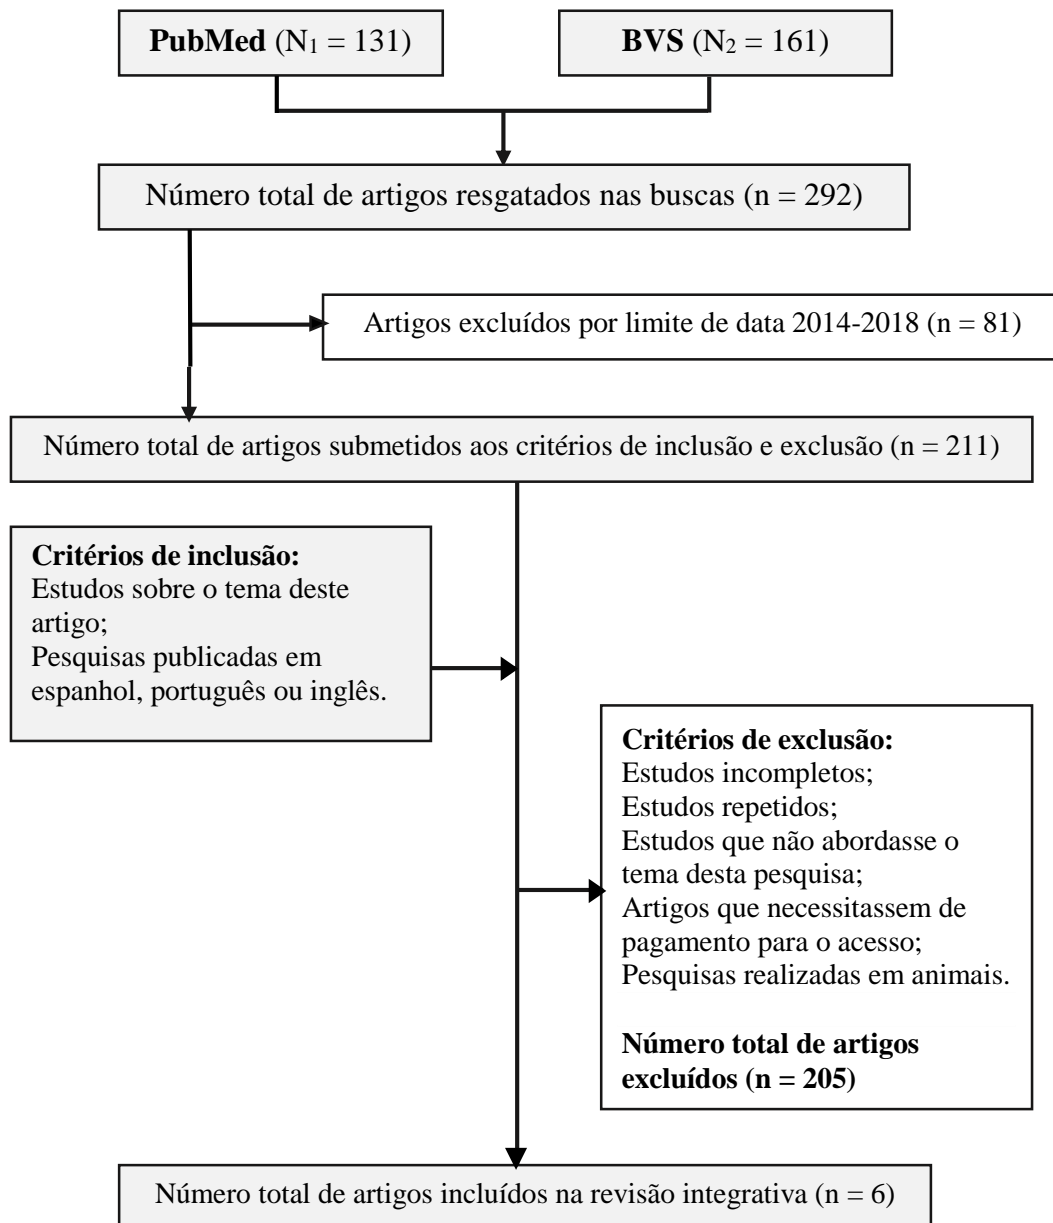 PubMed (N₁ = 131)
BVS (N₂ = 161)
Número total de artigos resgatados nas buscas (n = 292)
Artigos excluídos por limite de data 2014-2018 (n = 81)
Número total de artigos submetidos aos critérios de inclusão e exclusão (n = 211)
Critérios de inclusão:
Estudos sobre o tema deste
artigo;
Pesquisas publicadas em
espanhol, português ou inglês.
Critérios de exclusão:
Estudos incompletos;
Estudos repetidos;
Estudos que não abordasse o
tema desta pesquisa;
Artigos que necessitassem de
pagamento para o acesso;
Pesquisas realizadas em animais.
Número total de artigos
excluídos (n = 205)
Número total de artigos incluídos na revisão integrativa (n = 6)